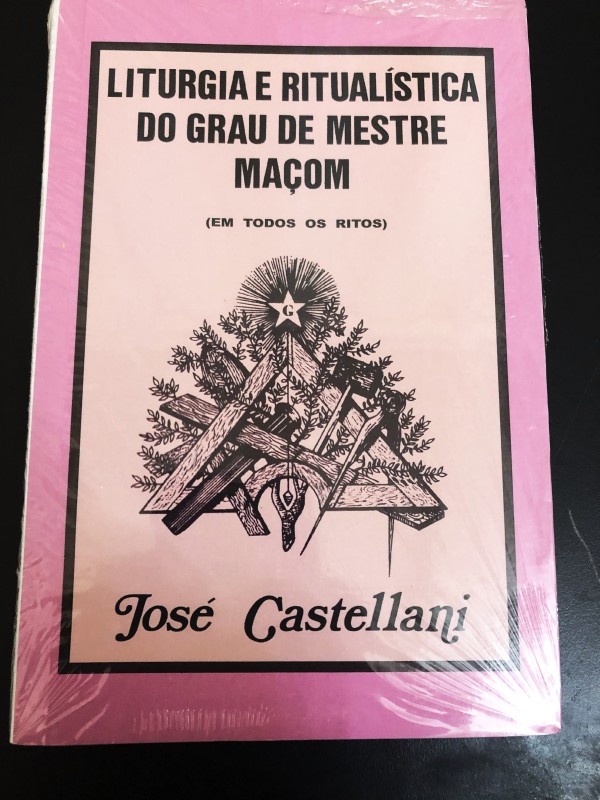 LITURGIA E RITUALÍSTICA
DO GRAU DE MESTRE
MAÇOM
(EM TODOS OS RITOS)
G
José Castellani